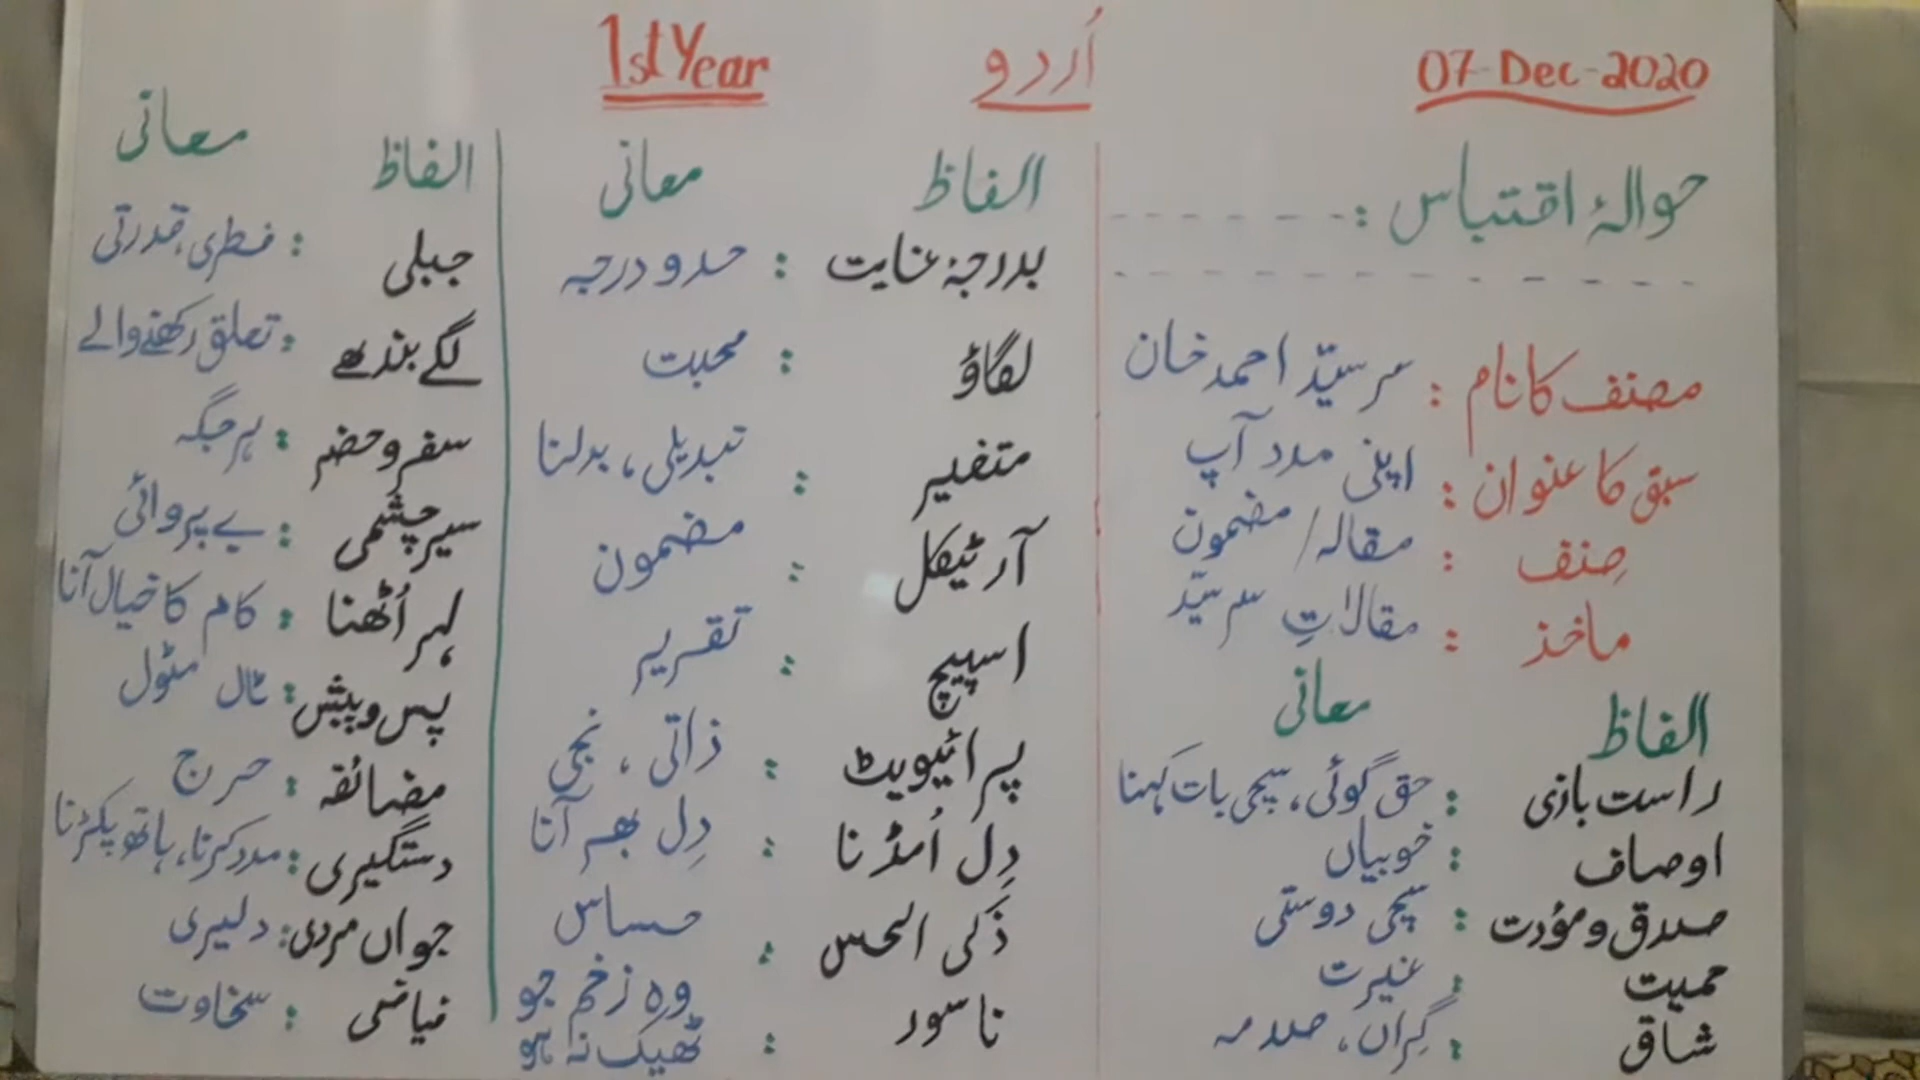 07-Dec-2020
اُردو
1st Year
حوالۂ اقتباس :
مصنف کا نام : سر سیّد احمد خان
سبق کا عنوان : اپنی مدد آپ
صِنف : مقالہ/مضمون
ماخذ : مقالاتِ سر سیّد
الفاظ معانی
راست بازی : حق گوئی، سچی بات کہنا
اوصاف : خوبیاں
صدق و مؤدت : سچی دوستی
حمیت : غیرت
شاق : گِراں، صدمہ
الفاظ معانی
بدرجۂ غایت : حد و درجہ
لگاؤ : محبت
متغیر : تبدیلی، بدلنا
آرٹیکل : مضمون
اسپیچ : تقریر
پرائیویٹ : ذاتی، نجی
دِل اُمڈنا : دِل بھر آنا
ذَکی الحس : حساس
ناسور : وہ زخم جو
ٹھیک نہ ہو
الفاظ معانی
جبلی : فطری، قدرتی
لگے بندھے : تعلق رکھنے والے
سفر و حضر : ہر جگہ
سیر چشمی : بے پروائی
لہر اُٹھنا : کام کا خیال آنا
پس و پیش : ٹال مٹول
مضائقہ : حرج
دستگیری : مدد کرنا، ہاتھ پکڑنا
جواں مردی : دلیری
فیاضی : سخاوت